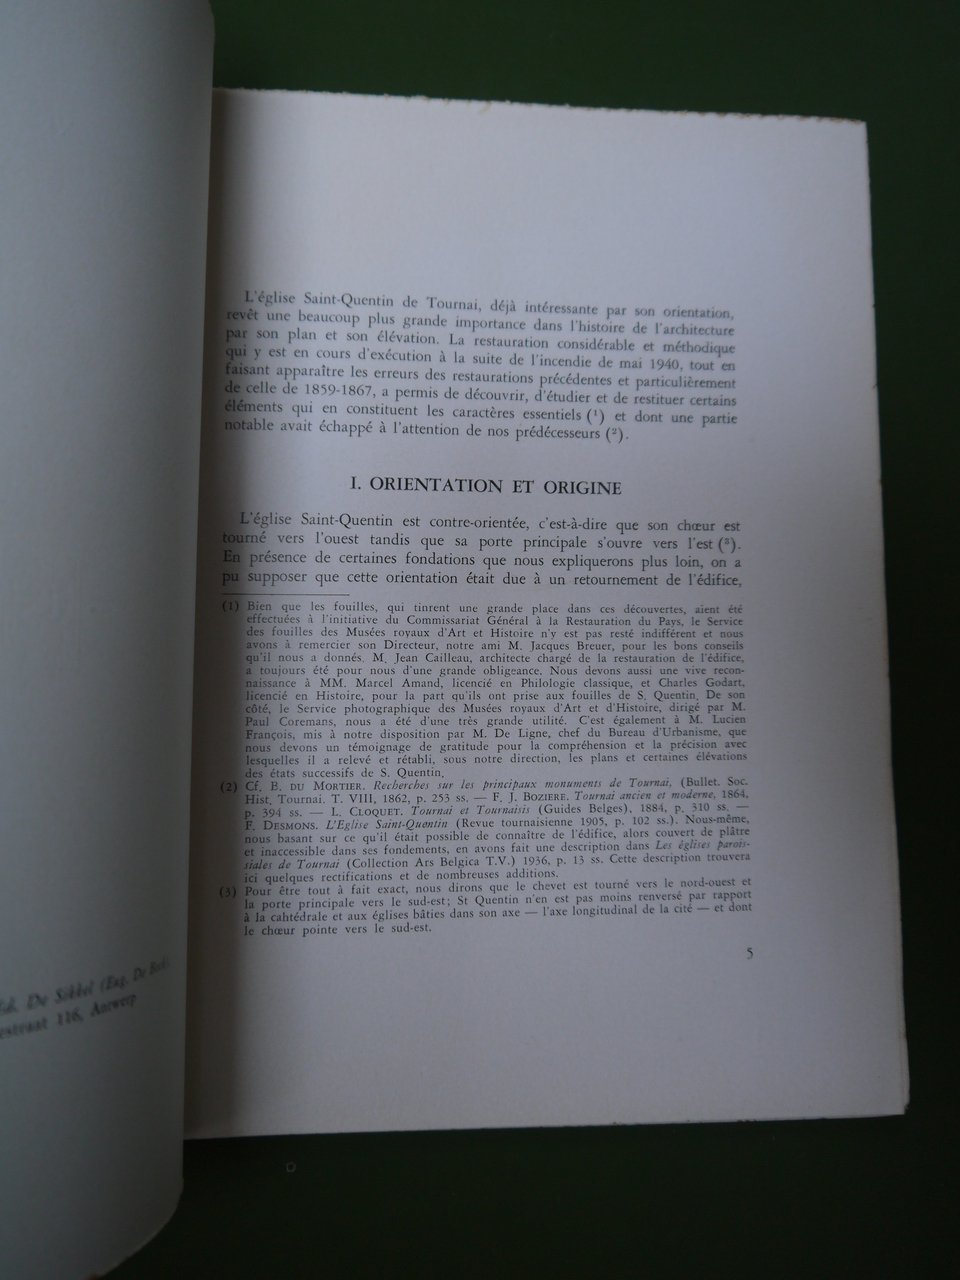 L'église Saint-Quentin de Tournai, déjà intéressante par son orientation,
revêt une beaucoup plus grande importance dans l'histoire de l'architecture
par son plan et son élévation. La restauration considérable et méthodique
qui y est en cours d'exécution à la suite de l'incendie de mai 1940, tout en
faisant apparaître les erreurs des restaurations précédentes et particulièrement
de celle de 1859-1867, a permis de découvrir, d'étudier et de restituer certains
éléments qui en constituent les caractères essentiels (¹) et dont une partie
notable avait échappé à l'attention de nos prédécesseurs (²).
I. ORIENTATION ET ORIGINE
L'église Saint-Quentin est contre-orientée, c'est-à-dire que son chœur est
tourné vers l'ouest tandis que sa porte principale s'ouvre vers l'est (³).
En présence de certaines fondations que nous expliquerons plus loin, on a
pu supposer que cette orientation était due à un retournement de l'édifice,
(1) Bien que les fouilles, qui tinrent une grande place dans ces découvertes, aient été
effectuées à l'initiative du Commissariat Général à la Restauration du Pays, le Service
des fouilles des Musées royaux d'Art et Histoire n'y est pas resté indifférent et nous
avons à remercier son Directeur, notre ami M. Jacques Breuer, pour les bons conseils
qu'il nous a donnés. M. Jean Cailleau, architecte chargé de la restauration de l'édifice,
a toujours été pour nous d'une grande obligeance. Nous devons aussi une vive recon-
naissance à MM. Marcel Amand, licencié en Philologie classique, et Charles Godart,
licencié en Histoire, pour la part qu'ils ont prise aux fouilles de S. Quentin. De son
côté, le Service photographique des Musées royaux d'Art et d'Histoire, dirigé par M.
Paul Coremans, nous a été d'une très grande utilité. C'est également à M. Lucien
François, mis à notre disposition par M. De Ligne, chef du Bureau d'Urbanisme, que
nous devons un témoignage de gratitude pour la compréhension et la précision avec
lesquelles il a relevé et rétabli, sous notre direction, les plans et certaines élévations
des états successifs de S. Quentin.
(2) Cf. B. DU MORTIER. Recherches sur les principaux monuments de Tournai, (Bullet. Soc.
Hist. Tournai. T. VIII, 1862, p. 253 ss. — F. J. BOZIERE. Tournai ancien et moderne, 1864,
p. 394 ss. — L. CLOQUET. Tournai et Tournaisis (Guides Belges), 1884, p. 310 ss. —
F. DESMONS. L'Eglise Saint-Quentin (Revue tournaisienne 1905, p. 102 ss.). Nous-même,
nous basant sur ce qu'il était possible de connaître de l'édifice, alors couvert de plâtre
et inaccessible dans ses fondements, en avons fait une description dans Les églises parois-
siales de Tournai (Collection Ars Belgica T.V.) 1936, p. 13 ss. Cette description trouvera
ici quelques rectifications et de nombreuses additions.
(3) Pour être tout à fait exact, nous dirons que le chevet est tourné vers le nord-ouest et
la porte principale vers le sud-est; St Quentin n'en est pas moins renversé par rapport
à la cahtédrale et aux églises bâties dans son axe — l'axe longitudinal de la cité — et dont
le chœur pointe vers le sud-est.
5
De Sikkel (Eug. De Bock)
116, Antwerp